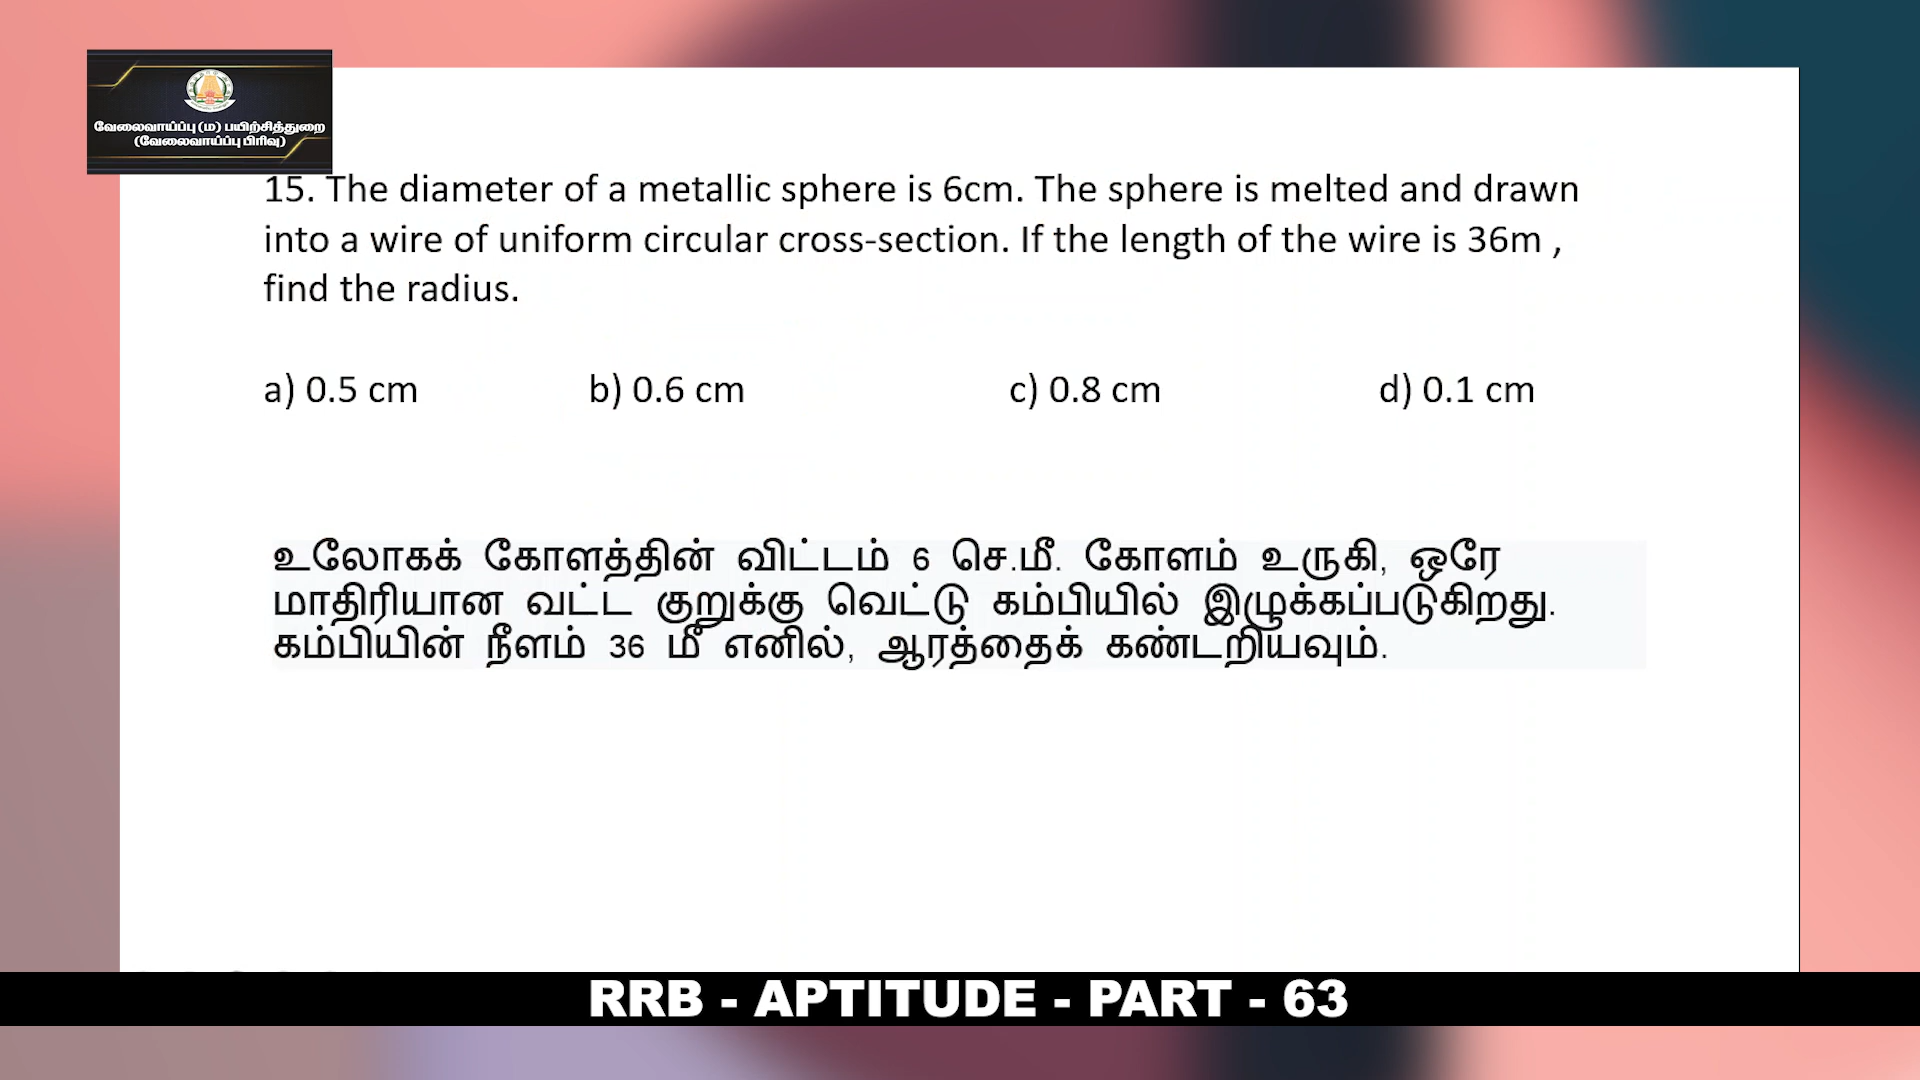 வேலைவாய்ப்பு (ம) பயிற்சித்துறை
(வேலைவாய்ப்பு பிரிவு)
15. The diameter of a metallic sphere is 6cm. The sphere is melted and drawn
into a wire of uniform circular cross-section. If the length of the wire is 36m ,
find the radius.
a) 0.5 cm b) 0.6 cm c) 0.8 cm d) 0.1 cm
உலோகக் கோளத்தின் விட்டம் 6 செ.மீ. கோளம் உருகி, ஒரே
மாதிரியான வட்ட குறுக்கு வெட்டு கம்பியில் இழுக்கப்படுகிறது.
கம்பியின் நீளம் 36 மீ எனில், ஆரத்தைக் கண்டறியவும்.
RRB - APTITUDE - PART - 63